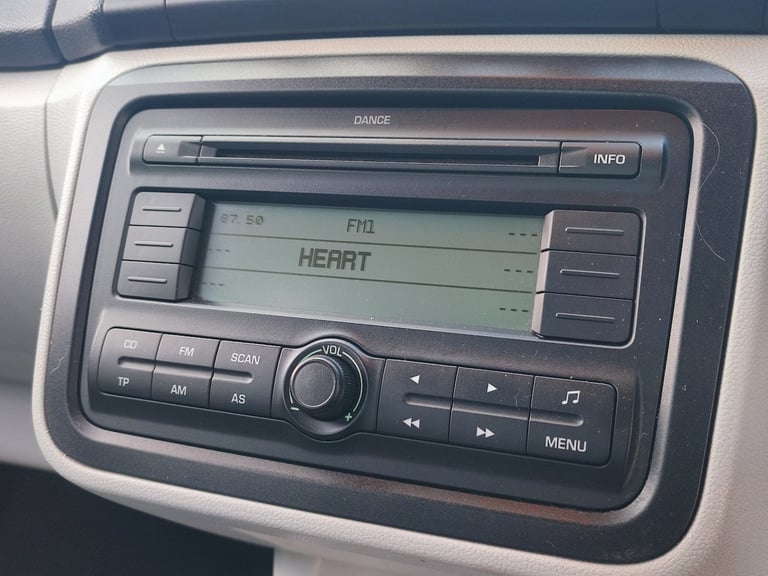 DANCE
INFO
87.50 FM1 ---
--- HEART ---
--- ---
CD FM SCAN VOL
TP AM AS - + MENU